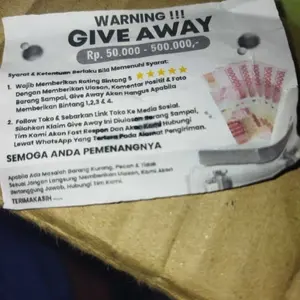 WARNING !!!
GIVE AWAY
Rp. 50.000 - 500.000,-
Syarat & Ketentuan Berlaku Bila Memenuhi Syarat:
1. Wajib Memberikan Rating Bintang 5
Dengan Memberikan Ulasan, Komentar Positif & Foto
Barang Sampai, Give Away Akan Hangus Apabila
Memberikan Bintang 1,2,3 & 4.
2. Follow Toko & Sebarkan Link Toko Ke Media Sosial.
Silahkan Klaim Give Away Ini Diulasan Barang Sampai,
Tim Kami Akan Fast Respon Dan Akan Hubungi
Lewat WhatsApp Yang Tertera Pada Alamat Pengiriman.
SEMOGA ANDA PEMENANGNYA
Apabila Ada Masalah Barang Kurang, Pecah & Tidak
Sesuai Jangan Langsung Memberikan Ulasan, Kami Akan
Bertanggung Jawab, Hubungi Tim Kami.
TERIMAKASIH